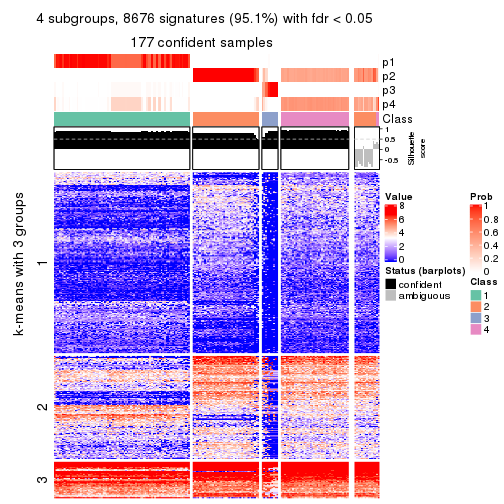 4 subgroups, 8676 signatures (95.1%) with fdr < 0.05
177 confident samples
p1
p2
p3
p4
Class
1
0.5
0
-0.5
Silhouette
score
k-means with 3 groups
1
2
3
Value
8
6
4
2
0
Status (barplots)
confident
ambiguous
Prob
1
0.8
0.6
0.4
0.2
0
Class
1
2
3
4